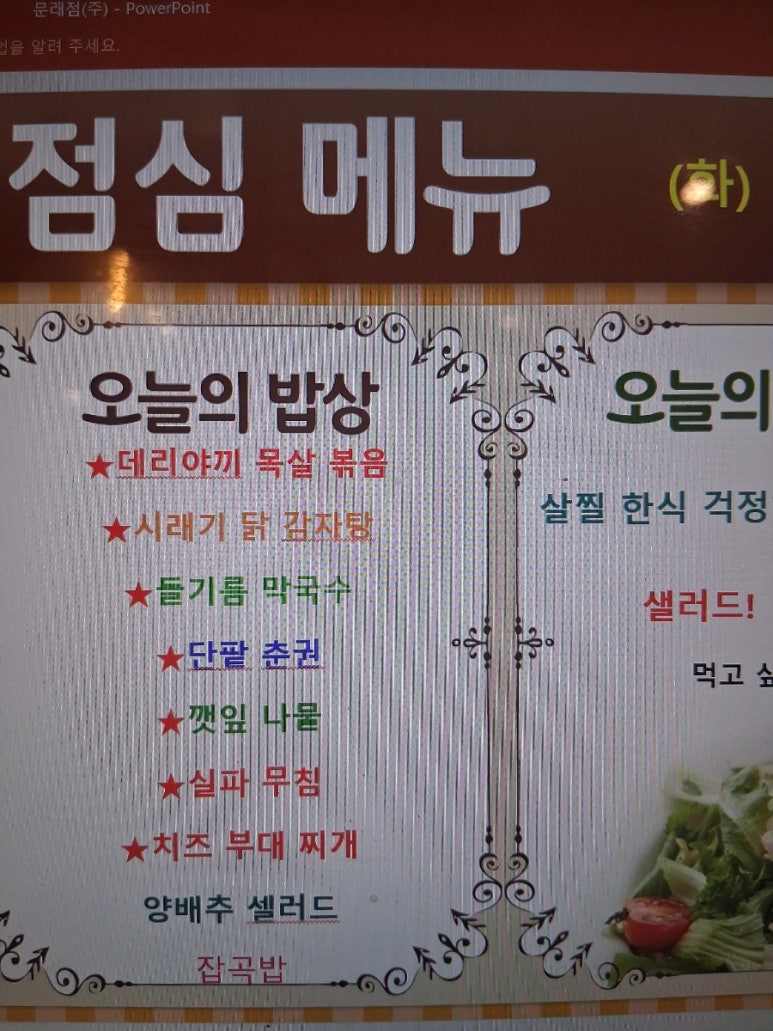 문래점(주) - PowerPoint
업을 알려 주세요.
점심 메뉴 (화)
오늘의 밥상
★데리야끼 목살 볶음
★시래기 닭 감자탕
★들기름 막국수
★단팥 춘권
★깻잎 나물
★실파 무침
★치즈 부대 찌개
양배추 셀러드
잡곡밥
오늘의
살찔 한식 걱정
샐러드!
먹고 싶